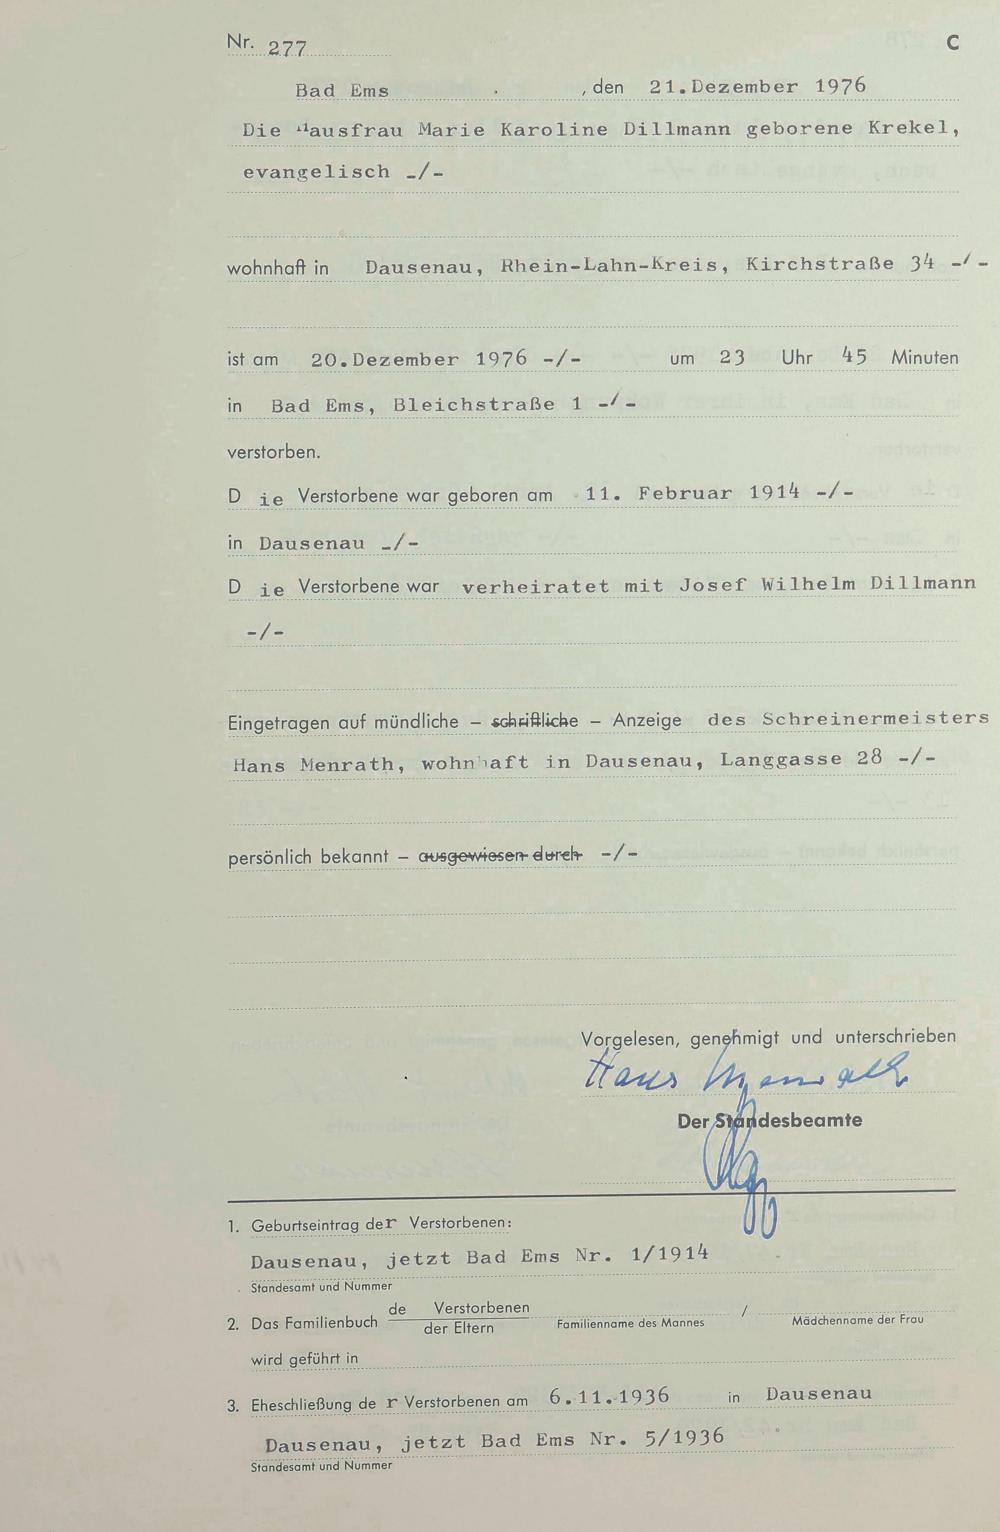 Nr. 277
C
Bad Ems , den 21.Dezember 1976
Die Hausfrau Marie Karoline Dillmann geborene Krekel,
evangelisch -/-
wohnhaft in Dausenau, Rhein-Lahn-Kreis, Kirchstraße 34 -/-
ist am 20.Dezember 1976 -/- um 23 Uhr 45 Minuten
in Bad Ems, Bleichstraße 1 -/-
verstorben.
D ie Verstorbene war geboren am 11. Februar 1914 -/-
in Dausenau -/-
D ie Verstorbene war verheiratet mit Josef Wilhelm Dillmann
-/-
Eingetragen auf mündliche – schriftliche – Anzeige des Schreinermeisters
Hans Menrath, wohnhaft in Dausenau, Langgasse 28 -/-
persönlich bekannt – ausgewiesen durch -/-
Vorgelesen, genehmigt und unterschrieben
Hans Menrath
Der Standesbeamte
1. Geburtseintrag der Verstorbenen:
Dausenau, jetzt Bad Ems Nr. 1/1914
Standesamt und Nummer
2. Das Familienbuch de Verstorbenen / der Eltern
Familienname des Mannes / Mädchenname der Frau
wird geführt in
3. Eheschließung de r Verstorbenen am 6.11.1936 in Dausenau
Dausenau, jetzt Bad Ems Nr. 5/1936
Standesamt und Nummer